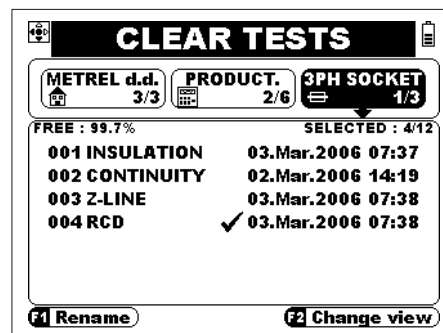 CLEAR TESTS
METREL d.d. 3/3
PRODUCT. 2/6
3PH SOCKET 1/3
FREE : 99.7% SELECTED : 4/12
001 INSULATION 03.Mar.2006 07:37
002 CONTINUITY 02.Mar.2006 14:19
003 Z-LINE 03.Mar.2006 07:38
004 RCD ✓ 03.Mar.2006 07:38
F1 Rename F2 Change view